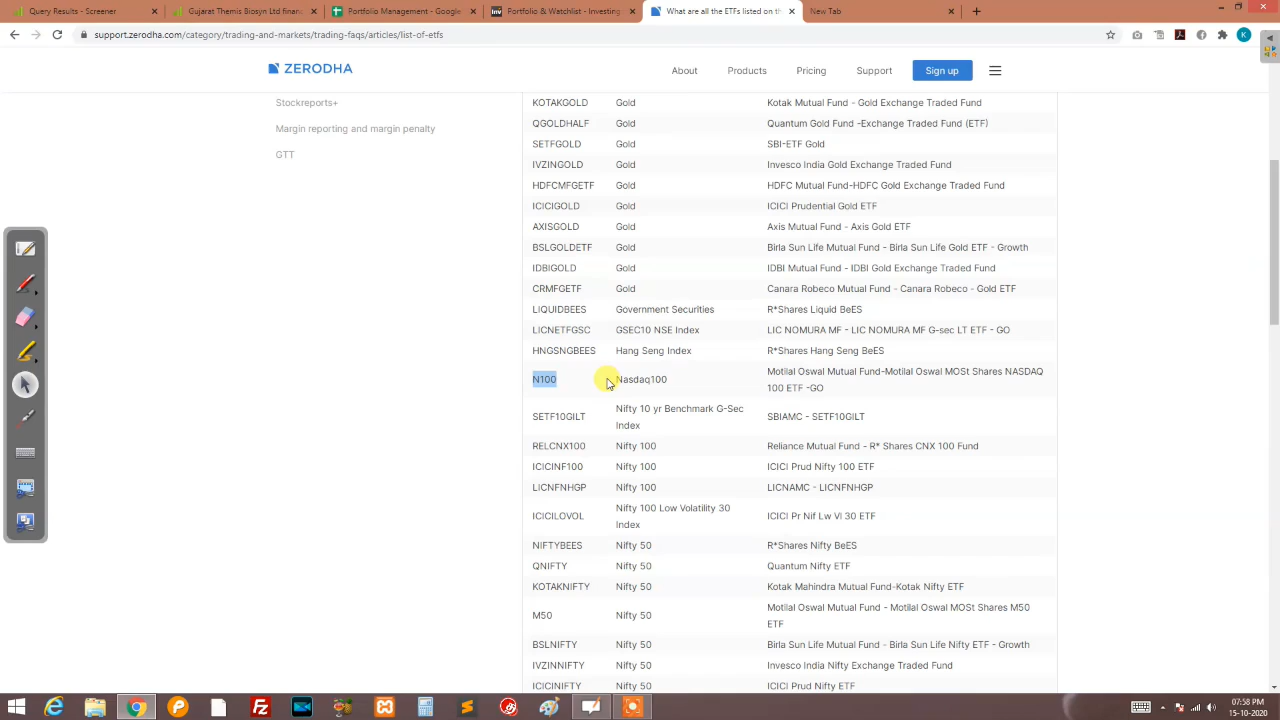 Query Results - Screener
Gujarat Themis Biosyn Ltd financ
Portfolio Management - Google
Portfolio & Watchlist - Investing
What are all the ETFs listed on th
New Tab
support.zerodha.com/category/trading-and-markets/trading-faqs/articles/list-of-etfs
K
ZERODHA
About
Products
Pricing
Support
Sign up
Stockreports+
Margin reporting and margin penalty
GTT
KOTAKGOLD Gold Kotak Mutual Fund - Gold Exchange Traded Fund
QGOLDHALF Gold Quantum Gold Fund -Exchange Traded Fund (ETF)
SETFGOLD Gold SBI-ETF Gold
IVZINGOLD Gold Invesco India Gold Exchange Traded Fund
HDFCMFGETF Gold HDFC Mutual Fund-HDFC Gold Exchange Traded Fund
ICICIGOLD Gold ICICI Prudential Gold ETF
AXISGOLD Gold Axis Mutual Fund - Axis Gold ETF
BSLGOLDETF Gold Birla Sun Life Mutual Fund - Birla Sun Life Gold ETF - Growth
IDBIGOLD Gold IDBI Mutual Fund - IDBI Gold Exchange Traded Fund
CRMFGETF Gold Canara Robeco Mutual Fund - Canara Robeco - Gold ETF
LIQUIDBEES Government Securities R*Shares Liquid BeES
LICNETFGSC GSEC10 NSE Index LIC NOMURA MF - LIC NOMURA MF G-sec LT ETF - GO
HNGSNGBEES Hang Seng Index R*Shares Hang Seng BeES
N100 Nasdaq100 Motilal Oswal Mutual Fund-Motilal Oswal MOSt Shares NASDAQ
100 ETF -GO
SETF10GILT Nifty 10 yr Benchmark G-Sec
Index SBIAMC - SETF10GILT
RELCNX100 Nifty 100 Reliance Mutual Fund - R* Shares CNX 100 Fund
ICICINF100 Nifty 100 ICICI Prud Nifty 100 ETF
LICNFNHGP Nifty 100 LICNAMC - LICNFNHGP
ICICILOVOL Nifty 100 Low Volatility 30
Index ICICI Pr Nif Lw Vl 30 ETF
NIFTYBEES Nifty 50 R*Shares Nifty BeES
QNIFTY Nifty 50 Quantum Nifty ETF
KOTAKNIFTY Nifty 50 Kotak Mahindra Mutual Fund-Kotak Nifty ETF
M50 Nifty 50 Motilal Oswal Mutual Fund - Motilal Oswal MOSt Shares M50
ETF
BSLNIFTY Nifty 50 Birla Sun Life Mutual Fund - Birla Sun Life Nifty ETF - Growth
IVZINNIFTY Nifty 50 Invesco India Nifty Exchange Traded Fund
ICICINIFTY Nifty 50 ICICI Prud Nifty ETF
07:58 PM
15-10-2020